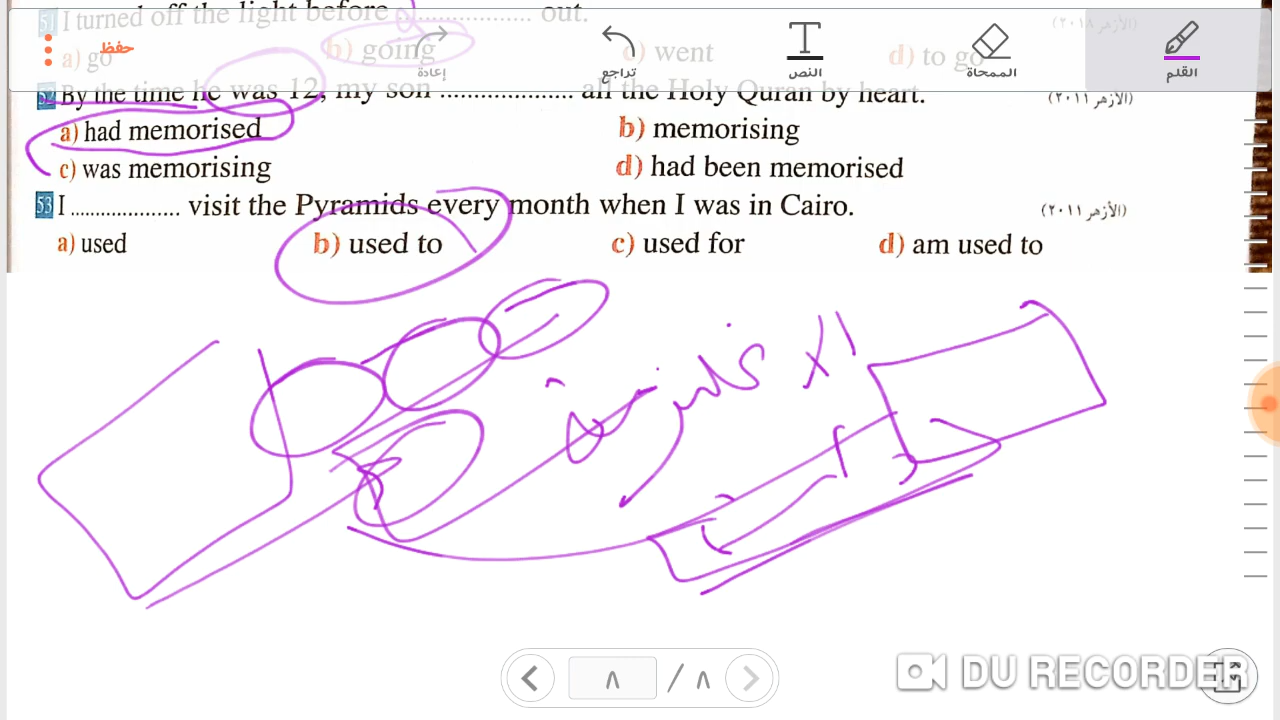 51 I turned off the light before .................. out. (الأزهر ٢٠١٨)
a) go b) going c) went d) to go
حفظ إعادة تراجع النص الممحاة القلم
52 By the time he was 12, my son .................... all the Holy Quran by heart. (الأزهر ٢٠١١)
a) had memorised b) memorising
c) was memorising d) had been memorised
53 I .................... visit the Pyramids every month when I was in Cairo. (الأزهر ٢٠١١)
a) used b) used to c) used for d) am used to
٨ / ٨
DU RECORDER